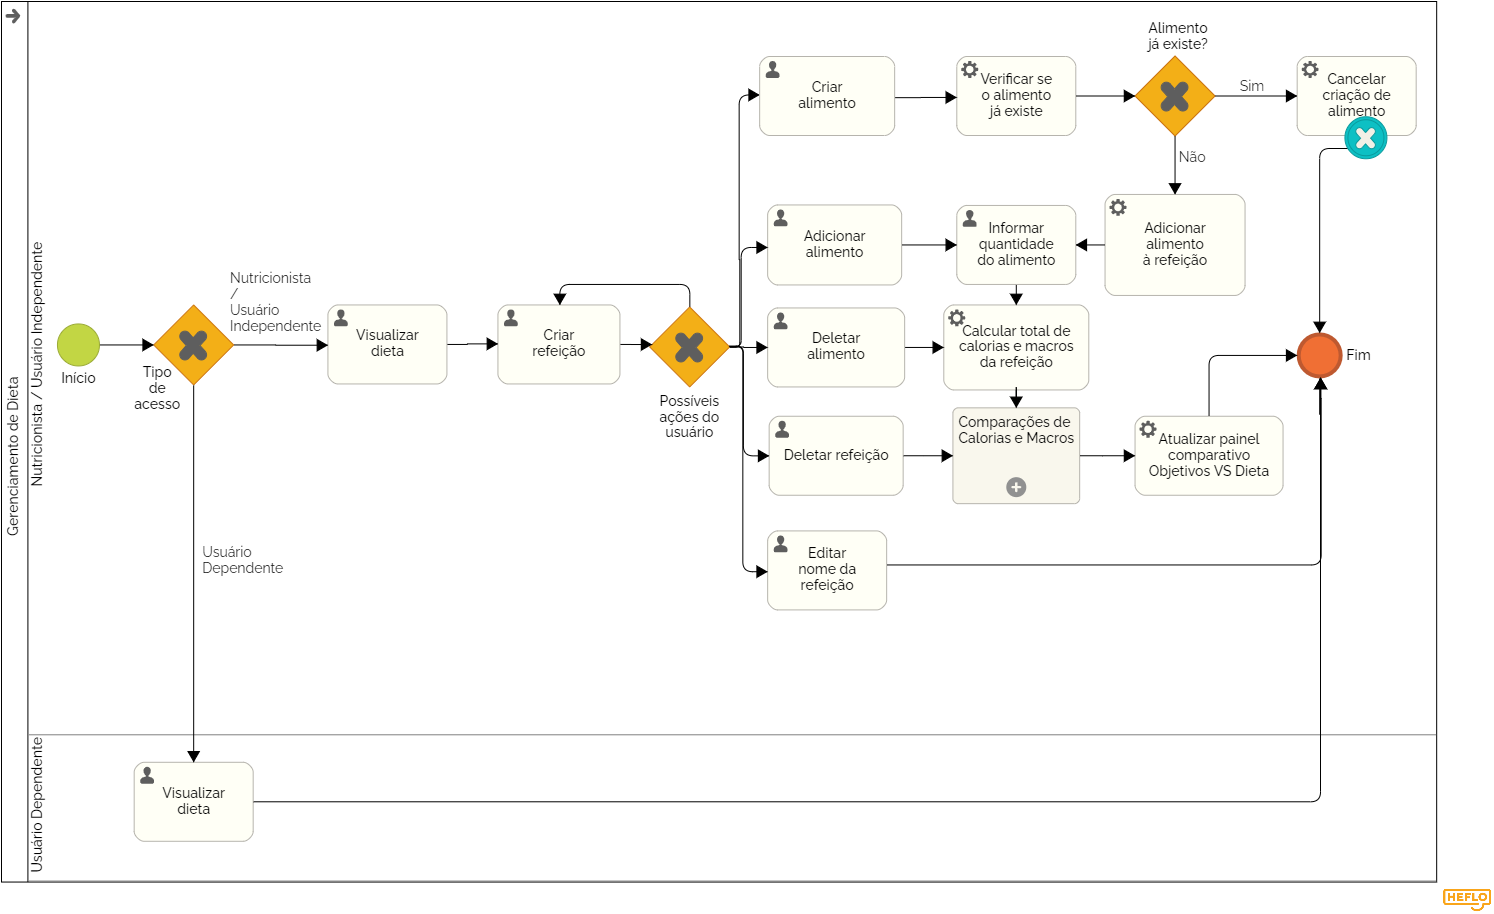 Gerenciamento de Dieta
Nutricionista / Usuário Independente
Usuário Dependente
Início
Tipo
de
acesso
Nutricionista
/
Usuário
Independente
Usuário
Dependente
Visualizar
dieta
Criar
refeição
Possíveis
ações do
usuário
Criar
alimento
Verificar se
o alimento
já existe
Alimento
já existe?
Sim
Não
Cancelar
criação de
alimento
Adicionar
alimento
Informar
quantidade
do alimento
Adicionar
alimento
à refeição
Deletar
alimento
Calcular total de
calorias e macros
da refeição
Fim
Deletar refeição
Comparações de
Calorias e Macros
Atualizar painel
comparativo
Objetivos VS Dieta
Editar
nome da
refeição
Visualizar
dieta
HEFLO